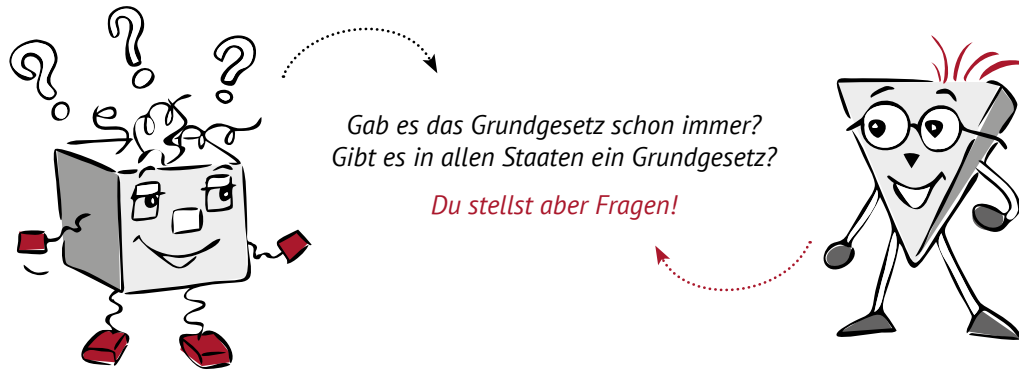 Gab es das Grundgesetz schon immer?
Gibt es in allen Staaten ein Grundgesetz?
Du stellst aber Fragen!